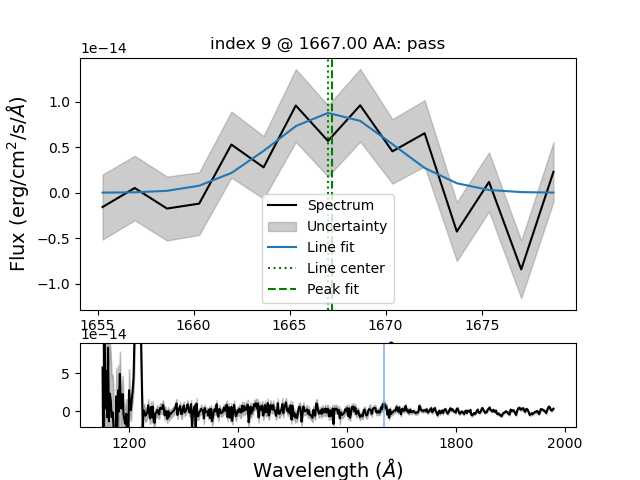 index 9 @ 1667.00 AA: pass
1e−14
1.0
0.5
0.0
−0.5
−1.0
Flux (erg/cm²/s/Å)
Spectrum
Uncertainty
Line fit
Line center
Peak fit
1655 1660 1665 1670 1675
1e−14
5
0
1200 1400 1600 1800 2000
Wavelength (Å)